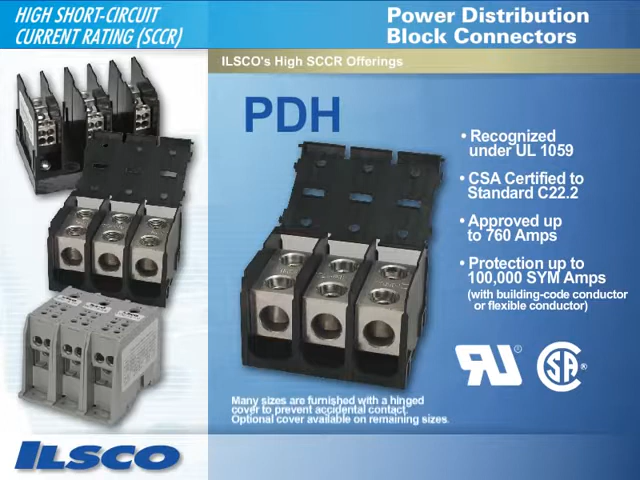 HIGH SHORT-CIRCUIT
CURRENT RATING (SCCR)
Power Distribution
Block Connectors
ILSCO's High SCCR Offerings
PDH
• Recognized
under UL 1059
• CSA Certified to
Standard C22.2
• Approved up
to 760 Amps
• Protection up to
100,000 SYM Amps
(with building-code conductor
or flexible conductor)
Many sizes are furnished with a hinged
cover to prevent accidental contact.
Optional cover available on remaining sizes.
ILSCO